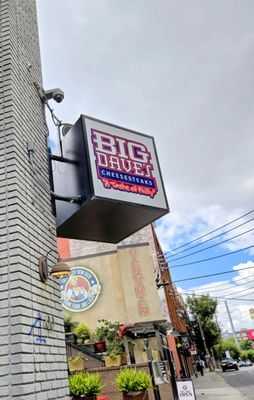 BIG
DAVE'S
CHEESESTEAKS
A Taste of Philly
OPEN